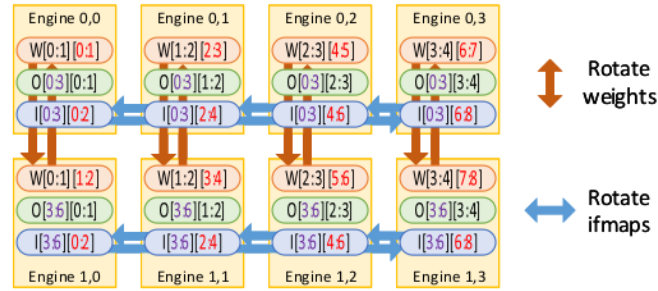 Engine 0,0 Engine 0,1 Engine 0,2 Engine 0,3
W[0:1][0:1] W[1:2][2:3] W[2:3][4:5] W[3:4][6:7]
O[0:3][0:1] O[0:3][1:2] O[0:3][2:3] O[0:3][3:4]
I[0:3][0:2] I[0:3][2:4] I[0:3][4:6] I[0:3][6:8]
W[0:1][1:2] W[1:2][3:4] W[2:3][5:6] W[3:4][7:8]
O[3:6][0:1] O[3:6][1:2] O[3:6][2:3] O[3:6][3:4]
I[3:6][0:2] I[3:6][2:4] I[3:6][4:6] I[3:6][6:8]
Engine 1,0 Engine 1,1 Engine 1,2 Engine 1,3
Rotate
weights
Rotate
ifmaps